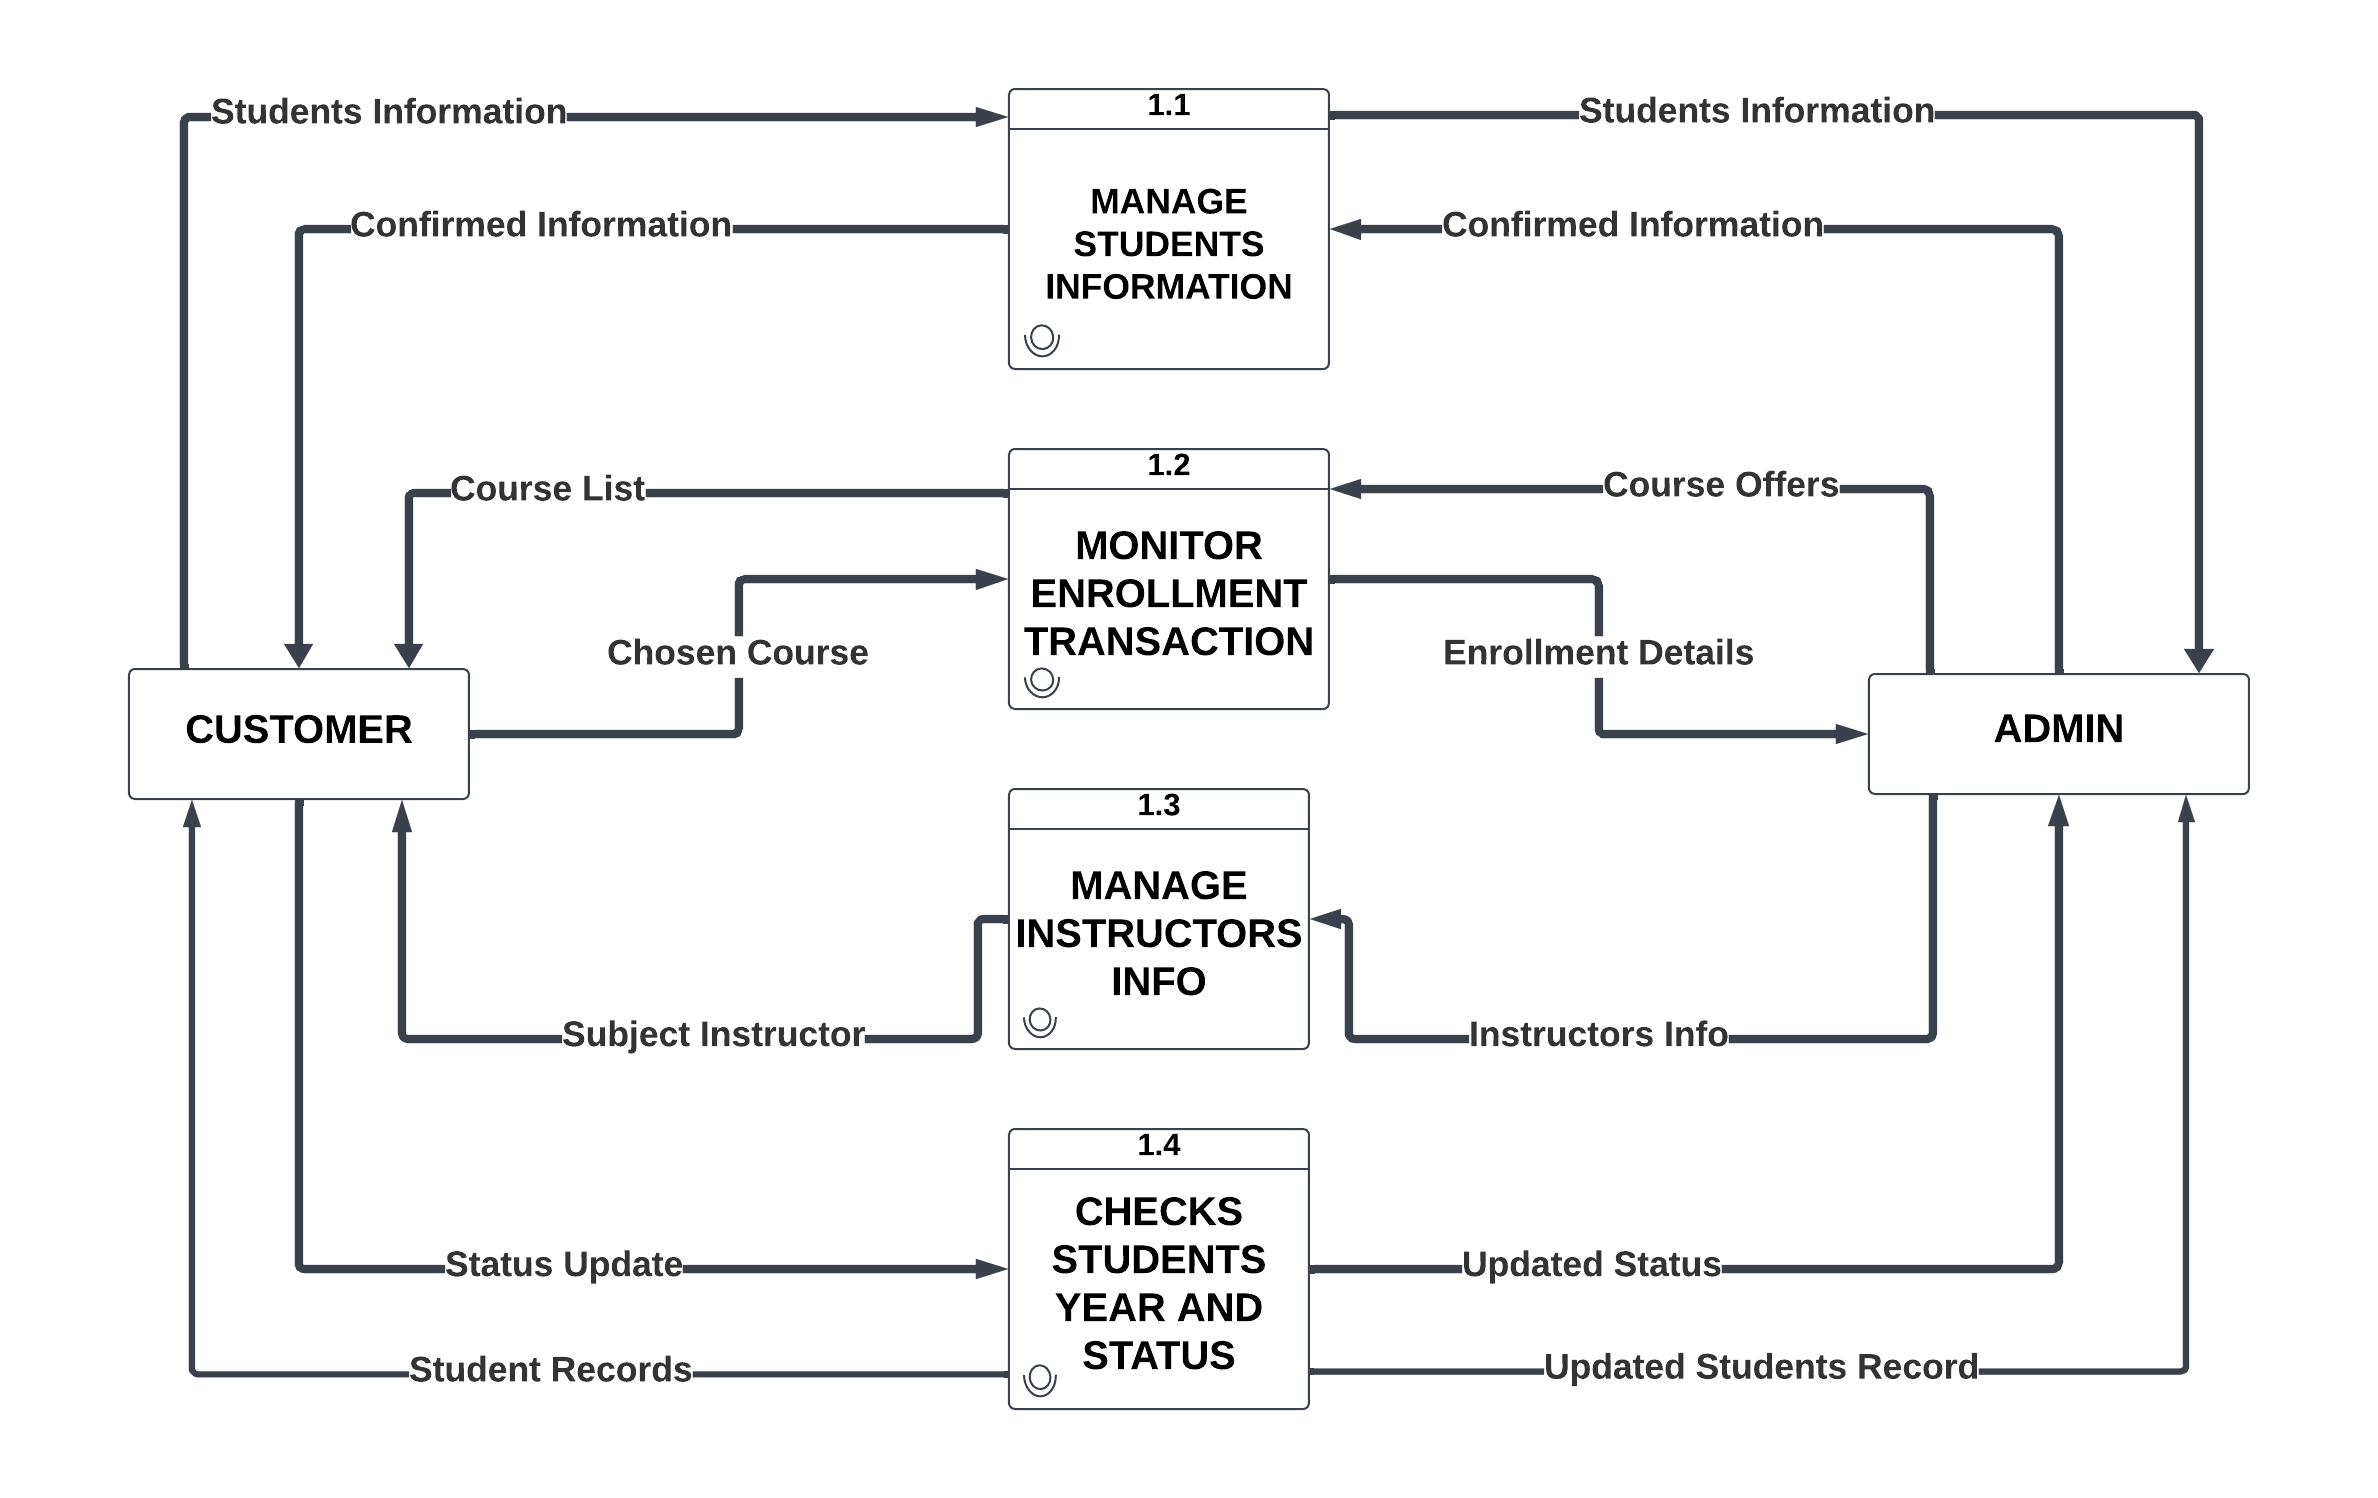 1.1
Students Information
Students Information
MANAGE
STUDENTS
INFORMATION
Confirmed Information
Confirmed Information
1.2
Course List
Course Offers
MONITOR
ENROLLMENT
TRANSACTION
Chosen Course
Enrollment Details
CUSTOMER
ADMIN
1.3
MANAGE
INSTRUCTORS
INFO
Subject Instructor
Instructors Info
1.4
CHECKS
STUDENTS
YEAR AND
STATUS
Status Update
Updated Status
Student Records
Updated Students Record